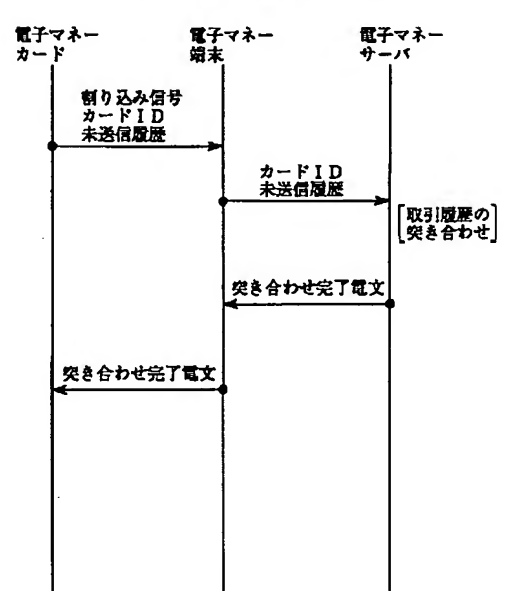 電子マネー
カード
電子マネー
端末
電子マネー
サーバ
割り込み信号
カードＩＤ
未送信履歴
カードＩＤ
未送信履歴
取引履歴の
突き合わせ
突き合わせ完了電文
突き合わせ完了電文